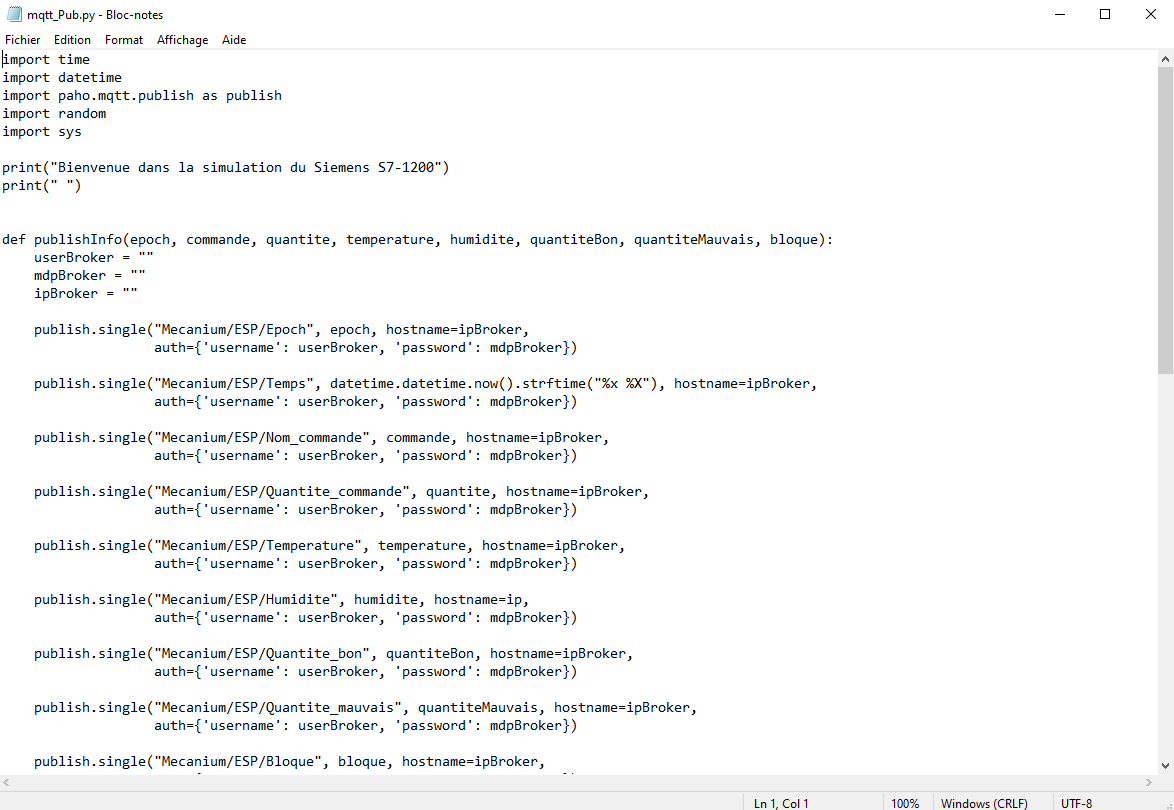 mqtt_Pub.py - Bloc-notes
Fichier Edition Format Affichage Aide
import time
import datetime
import paho.mqtt.publish as publish
import random
import sys

print("Bienvenue dans la simulation du Siemens S7-1200")
print(" ")


def publishInfo(epoch, commande, quantite, temperature, humidite, quantiteBon, quantiteMauvais, bloque):
    userBroker = ""
    mdpBroker = ""
    ipBroker = ""

    publish.single("Mecanium/ESP/Epoch", epoch, hostname=ipBroker,
                   auth={'username': userBroker, 'password': mdpBroker})

    publish.single("Mecanium/ESP/Temps", datetime.datetime.now().strftime("%x %X"), hostname=ipBroker,
                   auth={'username': userBroker, 'password': mdpBroker})

    publish.single("Mecanium/ESP/Nom_commande", commande, hostname=ipBroker,
                   auth={'username': userBroker, 'password': mdpBroker})

    publish.single("Mecanium/ESP/Quantite_commande", quantite, hostname=ipBroker,
                   auth={'username': userBroker, 'password': mdpBroker})

    publish.single("Mecanium/ESP/Temperature", temperature, hostname=ipBroker,
                   auth={'username': userBroker, 'password': mdpBroker})

    publish.single("Mecanium/ESP/Humidite", humidite, hostname=ip,
                   auth={'username': userBroker, 'password': mdpBroker})

    publish.single("Mecanium/ESP/Quantite_bon", quantiteBon, hostname=ipBroker,
                   auth={'username': userBroker, 'password': mdpBroker})

    publish.single("Mecanium/ESP/Quantite_mauvais", quantiteMauvais, hostname=ipBroker,
                   auth={'username': userBroker, 'password': mdpBroker})

    publish.single("Mecanium/ESP/Bloque", bloque, hostname=ipBroker,
Ln 1, Col 1 100% Windows (CRLF) UTF-8